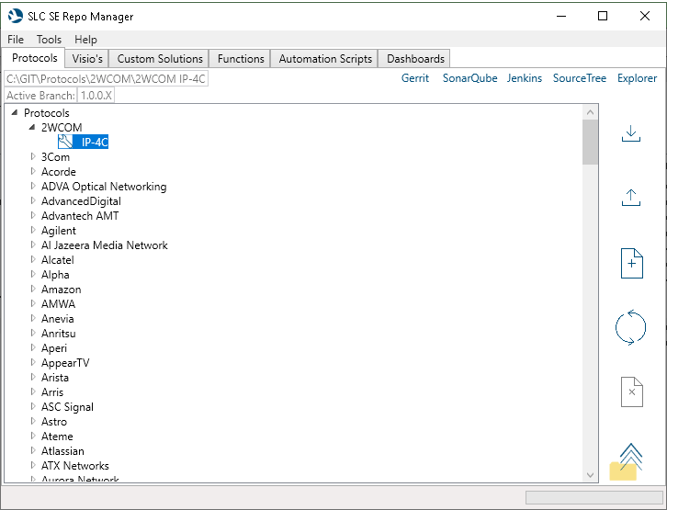 SLC SE Repo Manager
File Tools Help
Protocols Visio's Custom Solutions Functions Automation Scripts Dashboards
C:\GIT\Protocols\2WCOM\2WCOM IP-4C Gerrit SonarQube Jenkins SourceTree Explorer
Active Branch: 1.0.0.X
Protocols
2WCOM
IP-4C
3Com
Acorde
ADVA Optical Networking
AdvancedDigital
Advantech AMT
Agilent
Al Jazeera Media Network
Alcatel
Alpha
Amazon
AMWA
Anevia
Anritsu
Aperi
AppearTV
Arista
Arris
ASC Signal
Astro
Ateme
Atlassian
ATX Networks
Aurora Network